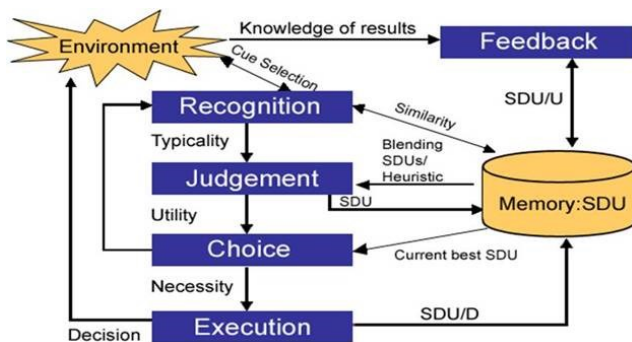 Environment
Knowledge of results
Feedback
Cue Selection
Recognition
Similarity
SDU/U
Typicality
Blending
SDUs/
Heuristic
Judgement
SDU
Memory:SDU
Utility
Choice
Current best SDU
Necessity
SDU/D
Decision
Execution